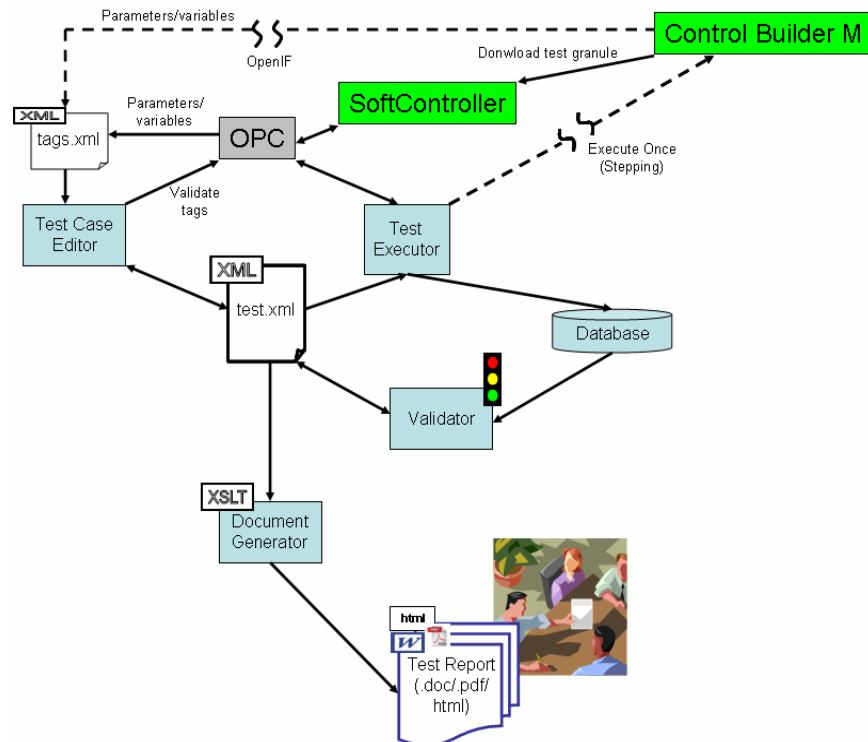 Parameters/variables
OpenIF
Control Builder M
Donwload test granule
SoftController
XML
tags.xml
Parameters/
variables
OPC
Execute Once
(Stepping)
Validate
tags
Test Case
Editor
Test
Executor
XML
test.xml
Database
Validator
XSLT
Document
Generator
html
W
Test Report
(.doc/.pdf/
html)